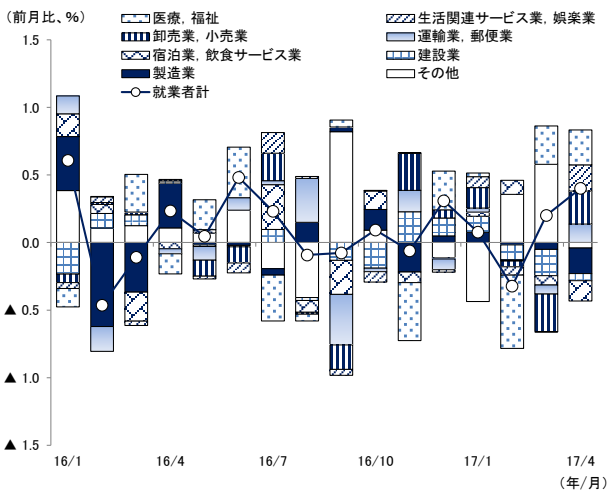 (前月比、%)
医療，福祉
生活関連サービス業，娯楽業
卸売業，小売業
運輸業，郵便業
宿泊業，飲食サービス業
建設業
製造業
その他
就業者計
1.5
1.0
0.5
0.0
▲ 0.5
▲ 1.0
▲ 1.5
16/1 16/4 16/7 16/10 17/1 17/4
(年/月)